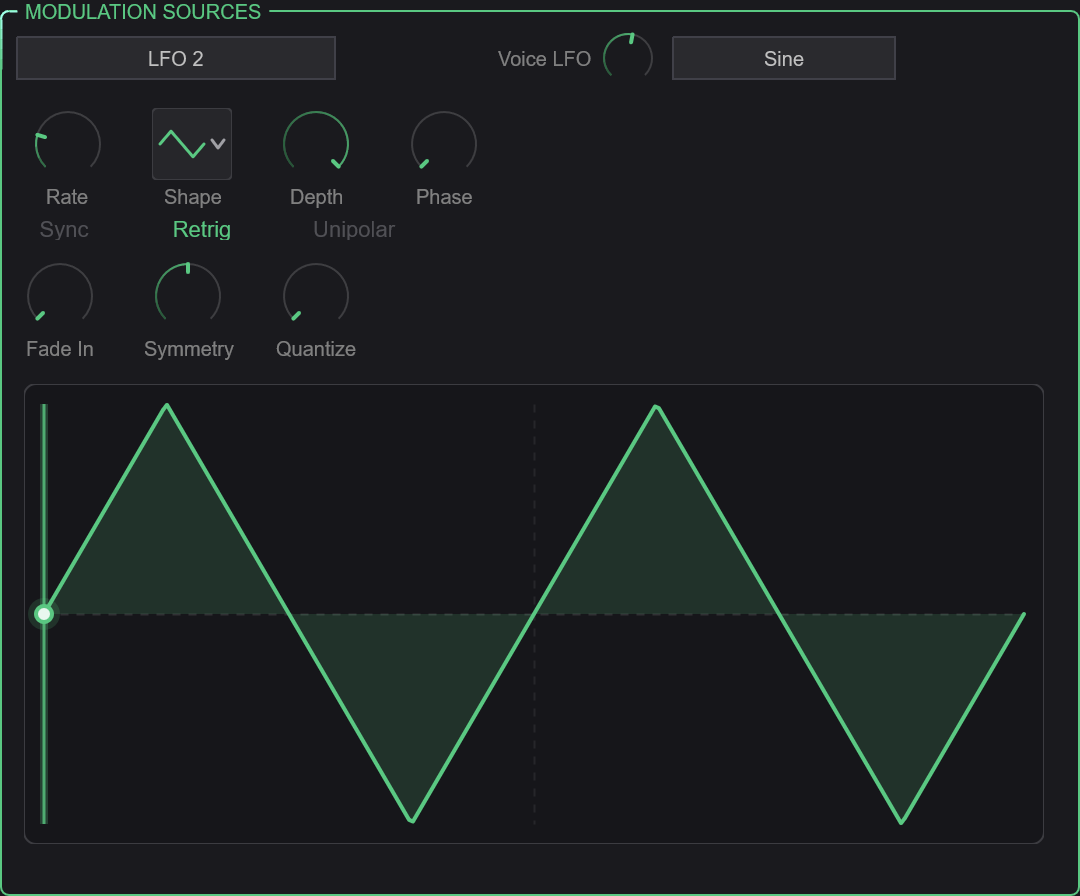 MODULATION SOURCES
LFO 2 Voice LFO Sine
Rate Shape Depth Phase
Sync Retrig Unipolar
Fade In Symmetry Quantize